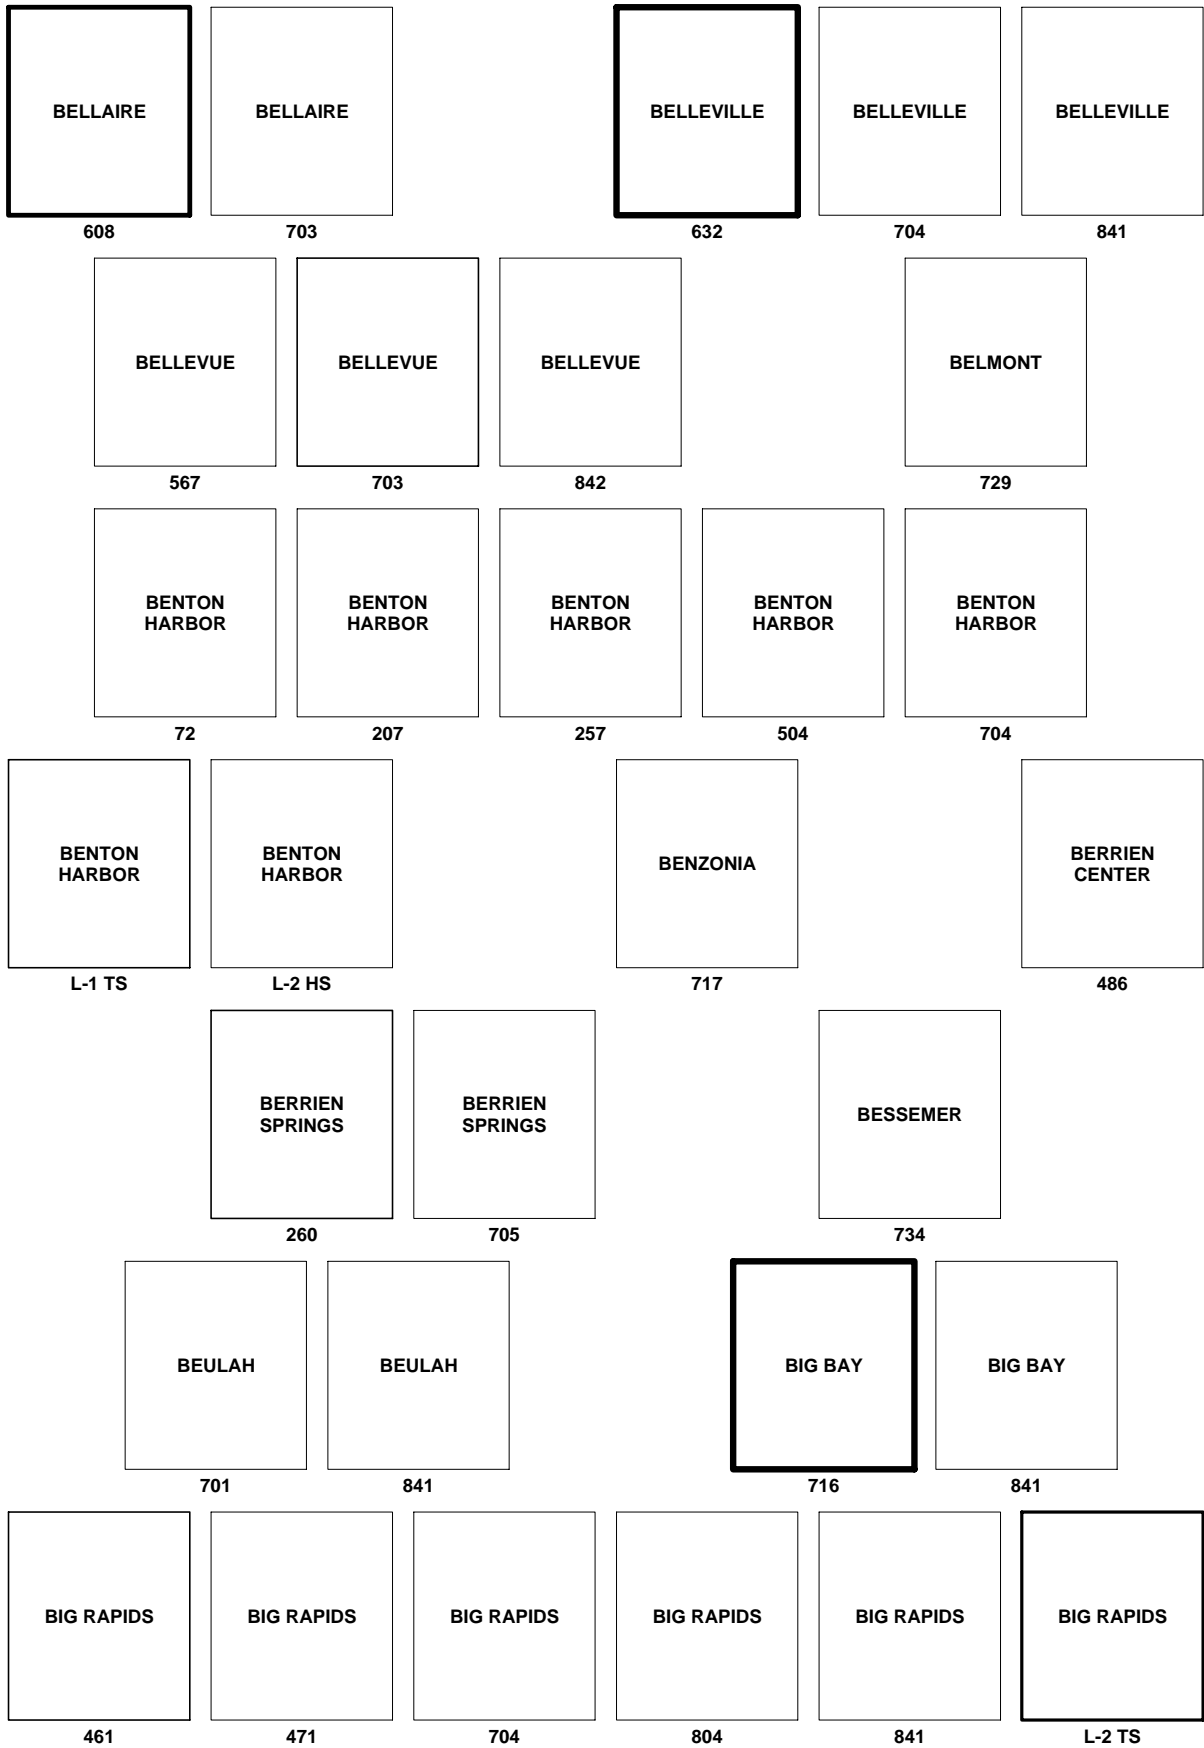 BELLAIRE
BELLAIRE
BELLEVILLE
BELLEVILLE
BELLEVILLE
608
703
632
704
841
BELLEVUE
BELLEVUE
BELLEVUE
BELMONT
567
703
842
729
BENTON
HARBOR
BENTON
HARBOR
BENTON
HARBOR
BENTON
HARBOR
BENTON
HARBOR
72
207
257
504
704
BENTON
HARBOR
BENTON
HARBOR
BENZONIA
BERRIEN
CENTER
L-1 TS
L-2 HS
717
486
BERRIEN
SPRINGS
BERRIEN
SPRINGS
BESSEMER
260
705
734
BEULAH
BEULAH
BIG BAY
BIG BAY
701
841
716
841
BIG RAPIDS
BIG RAPIDS
BIG RAPIDS
BIG RAPIDS
BIG RAPIDS
BIG RAPIDS
461
471
704
804
841
L-2 TS